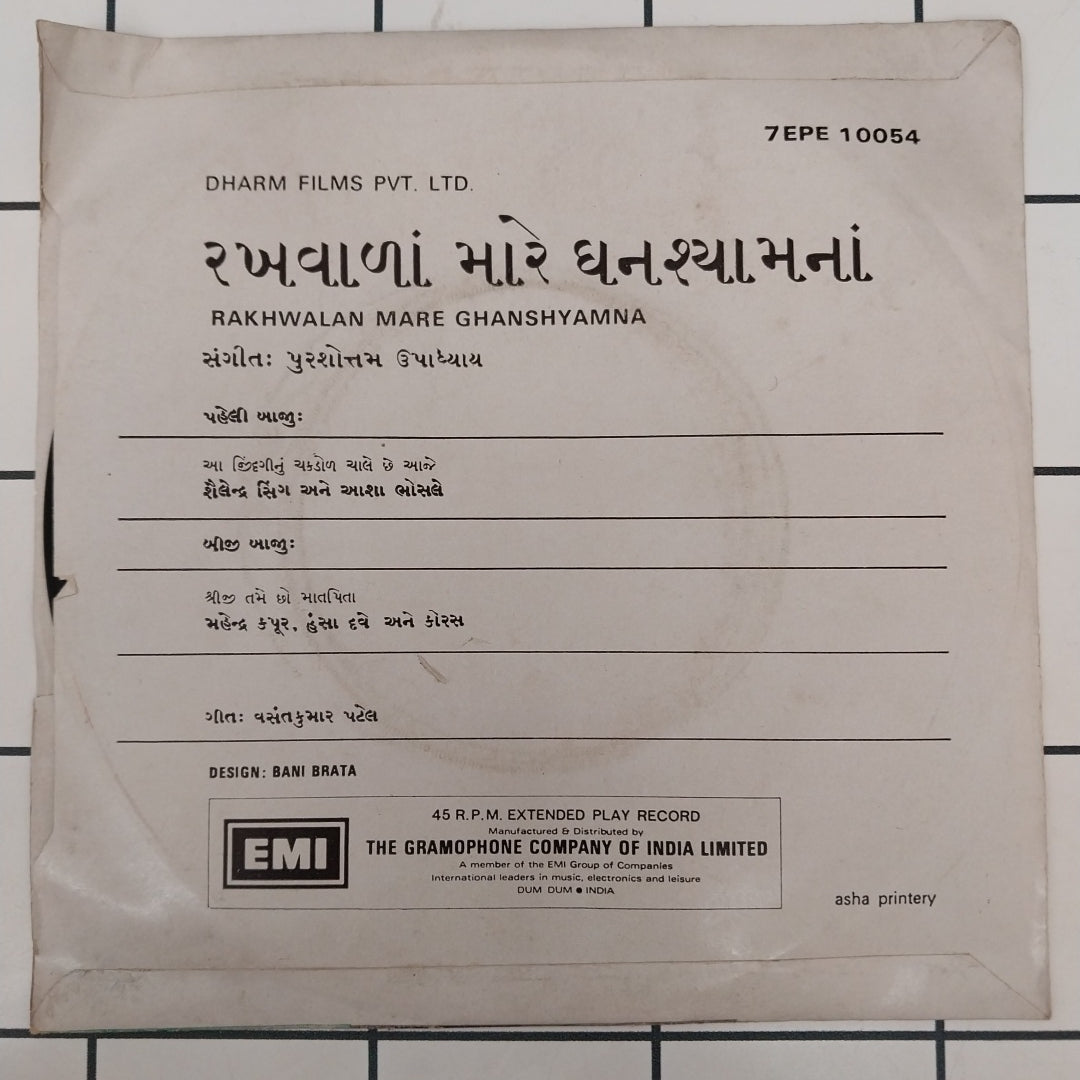 7EPE 10054
DHARM FILMS PVT. LTD.
રખવાળાં મારે ઘનશ્યામનાં
RAKHWALAN MARE GHANSHYAMNA
સંગીત: પુરશોત્તમ ઉપાધ્યાય
પહેલી બાજુ:
આ જિંદગીનું ચકડોળ ચાલે છે આજે
શૈલેન્દ્ર સિંગ અને આશા ભોસલે
બીજી બાજુ:
શ્રીજી તમે છો માતપિતા
મહેન્દ્ર કપૂર, હંસા દવે અને કોરસ
ગીત: વસંતકુમાર પટેલ
DESIGN: BANI BRATA
EMI
45 R.P.M. EXTENDED PLAY RECORD
Manufactured & Distributed by
THE GRAMOPHONE COMPANY OF INDIA LIMITED
A member of the EMI Group of Companies
International leaders in music, electronics and leisure
DUM DUM ● INDIA
asha printery